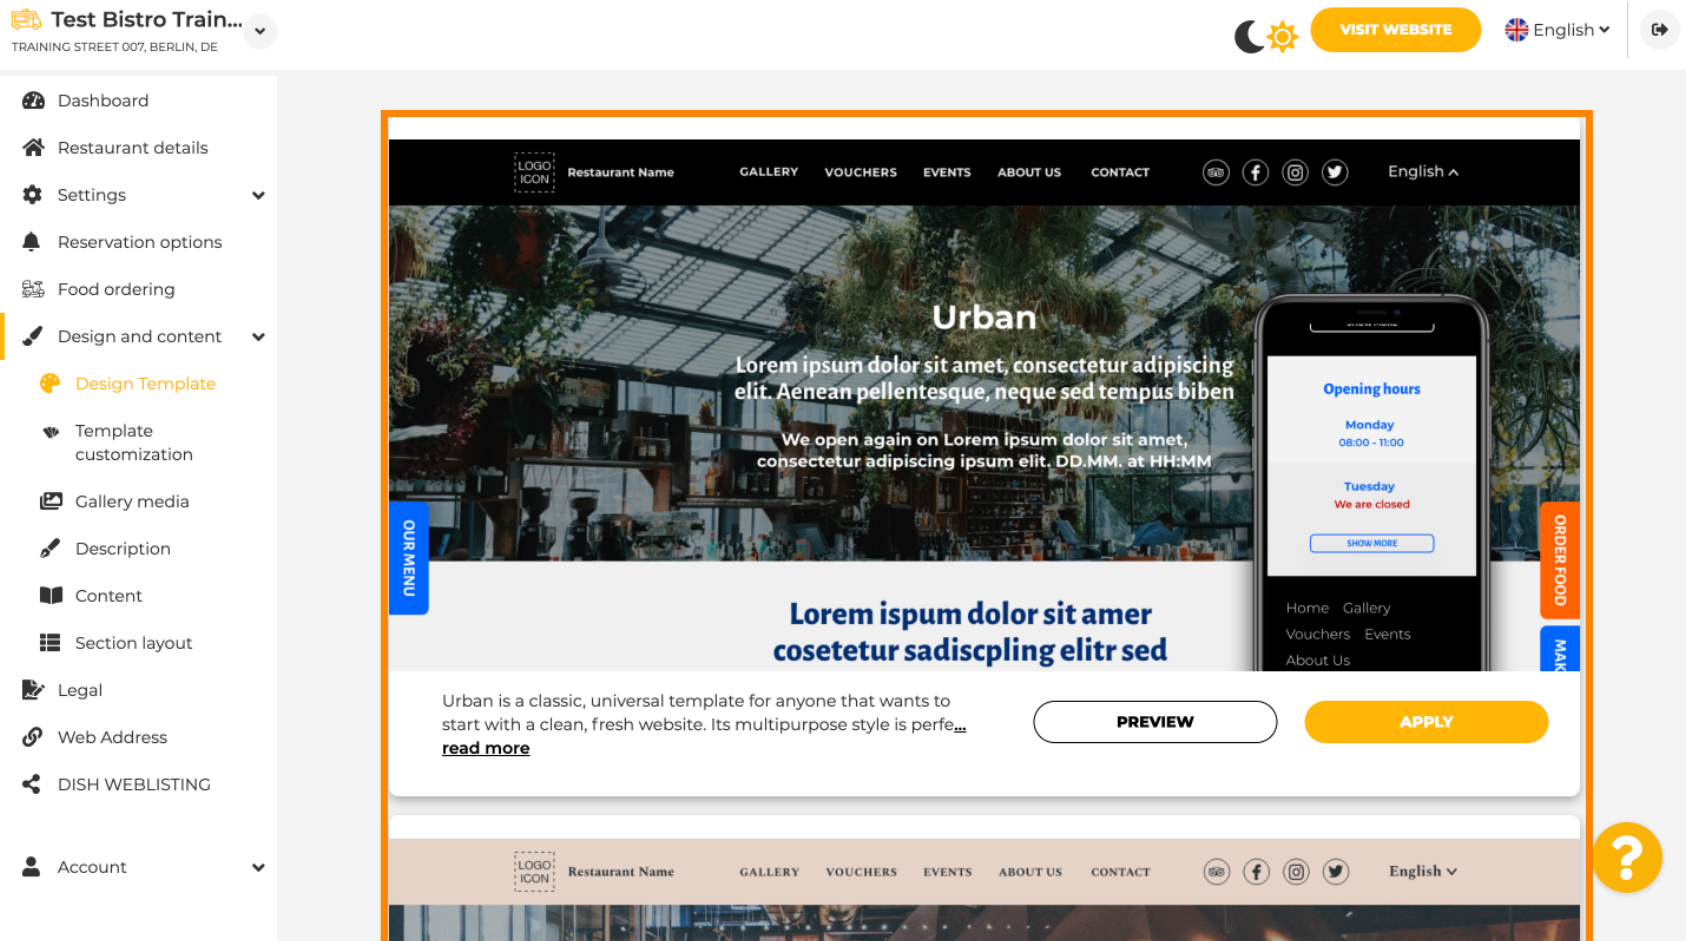 Test Bistro Train...
TRAINING STREET 007, BERLIN, DE
VISIT WEBSITE
English
Dashboard
Restaurant details
Settings
Reservation options
Food ordering
Design and content
Design Template
Template
customization
Gallery media
Description
Content
Section layout
Legal
Web Address
DISH WEBLISTING
Account
LOGO
ICON
Restaurant Name
GALLERY
VOUCHERS
EVENTS
ABOUT US
CONTACT
English
Urban
Lorem ipsum dolor sit amet, consectetur adipiscing
elit. Aenean pellentesque, neque sed tempus biben
We open again on Lorem ipsum dolor sit amet,
consectetur adipiscing ipsum elit. DD.MM. at HH:MM
OUR MENU
Lorem ispum dolor sit amer
cosetetur sadiscpling elitr sed
SHOW MORE
Opening hours
Monday
08:00 - 11:00
Tuesday
We are closed
SHOW MORE
Home Gallery
Vouchers Events
About Us
ORDER FOOD
MAK
Urban is a classic, universal template for anyone that wants to
start with a clean, fresh website. Its multipurpose style is perfe...
read more
PREVIEW
APPLY
LOGO
ICON
Restaurant Name
GALLERY
VOUCHERS
EVENTS
ABOUT US
CONTACT
English
?